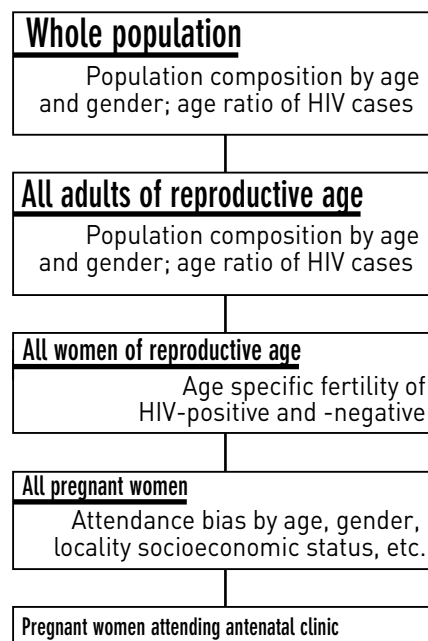 Whole population
Population composition by age
and gender; age ratio of HIV cases
All adults of reproductive age
Population composition by age
and gender; age ratio of HIV cases
All women of reproductive age
Age specific fertility of
HIV-positive and -negative
All pregnant women
Attendance bias by age, gender,
locality socioeconomic status, etc.
Pregnant women attending antenatal clinic